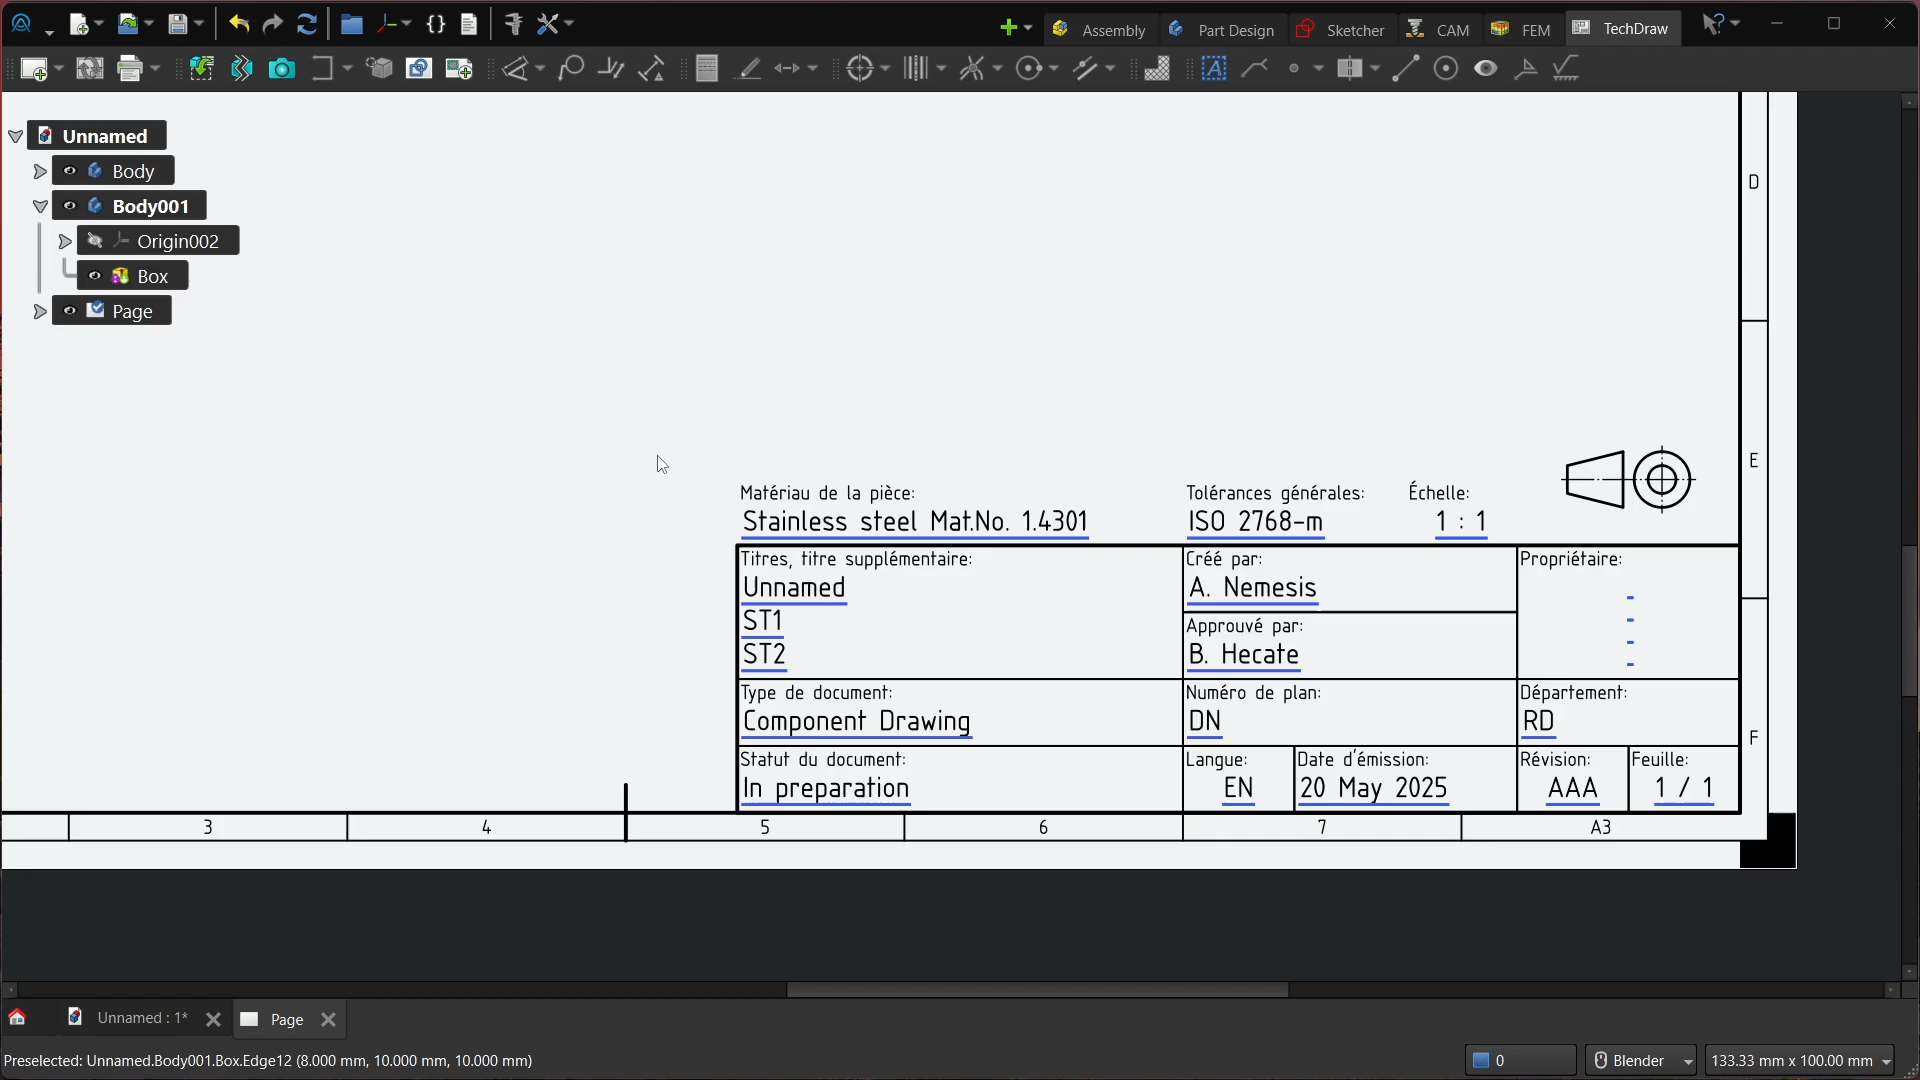 Assembly
Part Design
Sketcher
CAM
FEM
TechDraw
Unnamed
Body
Body001
Origin002
Box
Page
D
E
F
Matériau de la pièce:
Stainless steel Mat.No. 1.4301
Tolérances générales:
ISO 2768-m
Échelle:
1 : 1
Titres, titre supplémentaire:
Unnamed
ST1
ST2
Créé par:
A. Nemesis
Approuvé par:
B. Hecate
Propriétaire:
-
-
-
-
Type de document:
Component Drawing
Numéro de plan:
DN
Département:
RD
Statut du document:
In preparation
Langue:
EN
Date d'émission:
20 May 2025
Révision:
AAA
Feuille:
1 / 1
3
4
5
6
7
A3
Unnamed : 1*
Page
Preselected: Unnamed.Body001.Box.Edge12 (8.000 mm, 10.000 mm, 10.000 mm)
0
Blender
133.33 mm x 100.00 mm